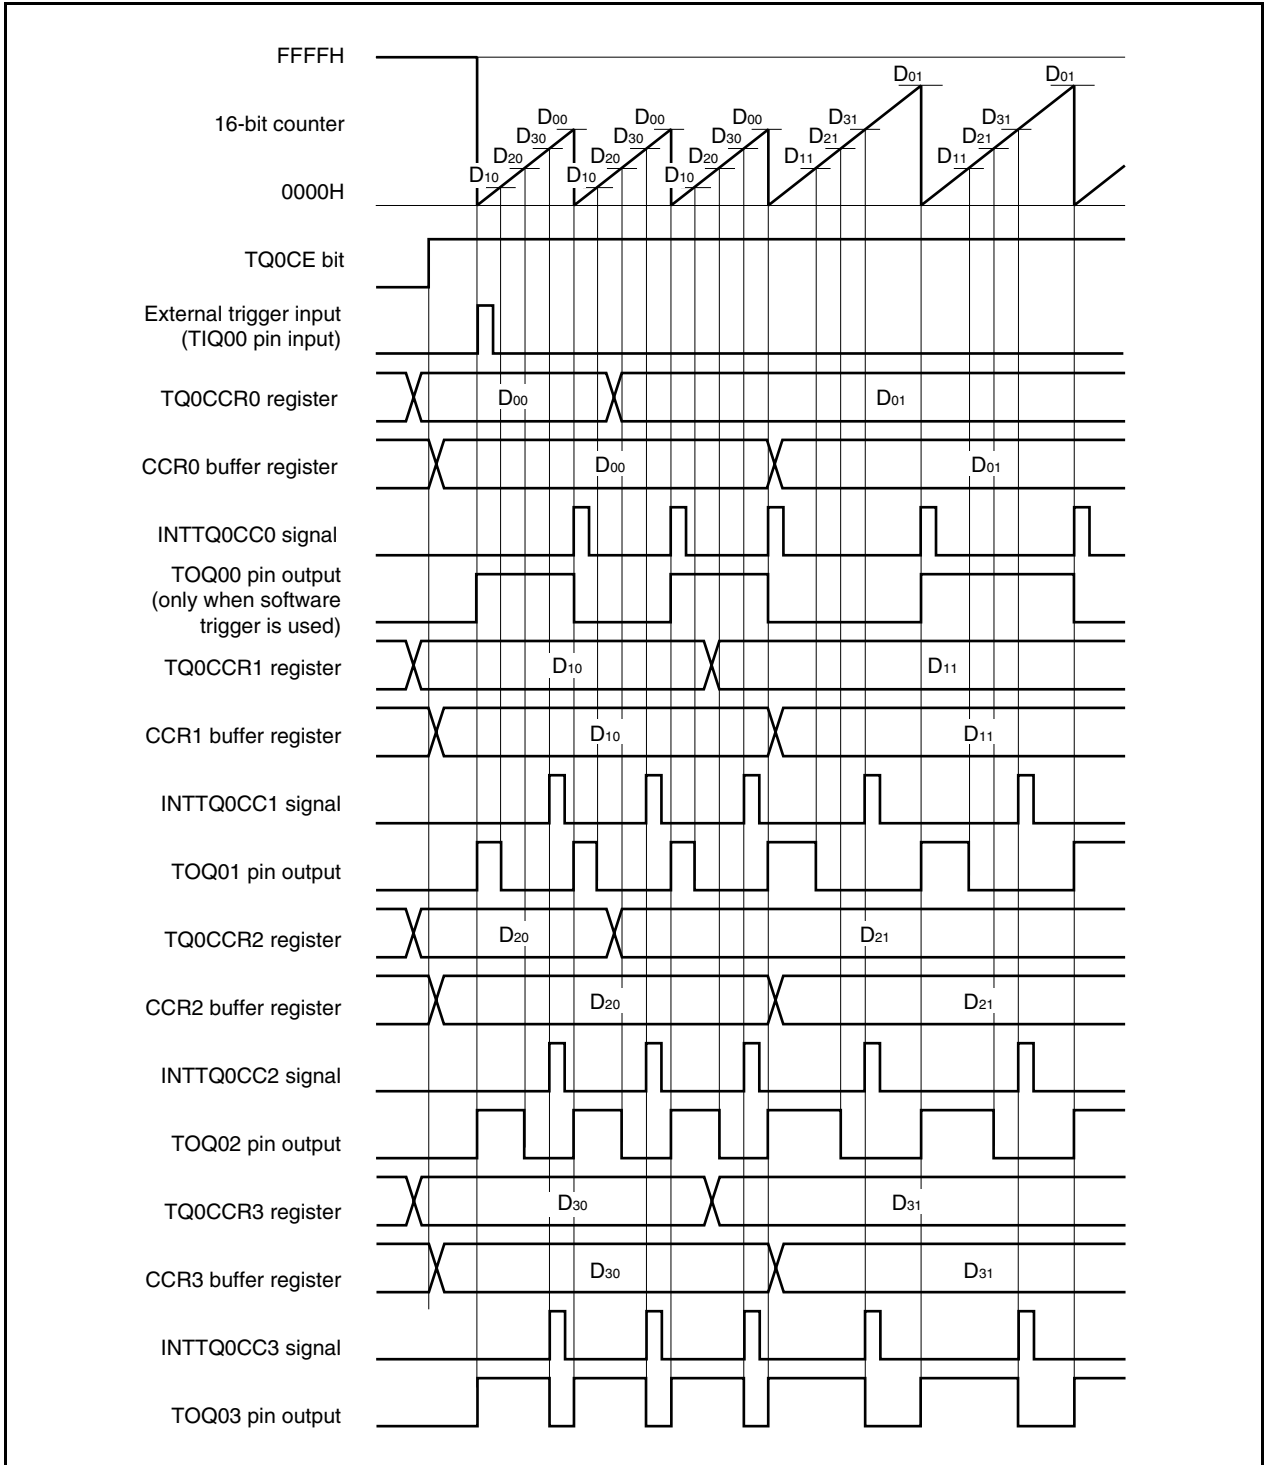 FFFFH
D01 D01
16-bit counter
D00 D00 D00 D31 D31
D30 D30 D30 D21 D21
D20 D20 D20 D11 D11
D10 D10 D10
0000H
TQ0CE bit
External trigger input
(TIQ00 pin input)
TQ0CCR0 register D00 D01
CCR0 buffer register D00 D01
INTTQ0CC0 signal
TOQ00 pin output
(only when software
trigger is used)
TQ0CCR1 register D10 D11
CCR1 buffer register D10 D11
INTTQ0CC1 signal
TOQ01 pin output
TQ0CCR2 register D20 D21
CCR2 buffer register D20 D21
INTTQ0CC2 signal
TOQ02 pin output
TQ0CCR3 register D30 D31
CCR3 buffer register D30 D31
INTTQ0CC3 signal
TOQ03 pin output